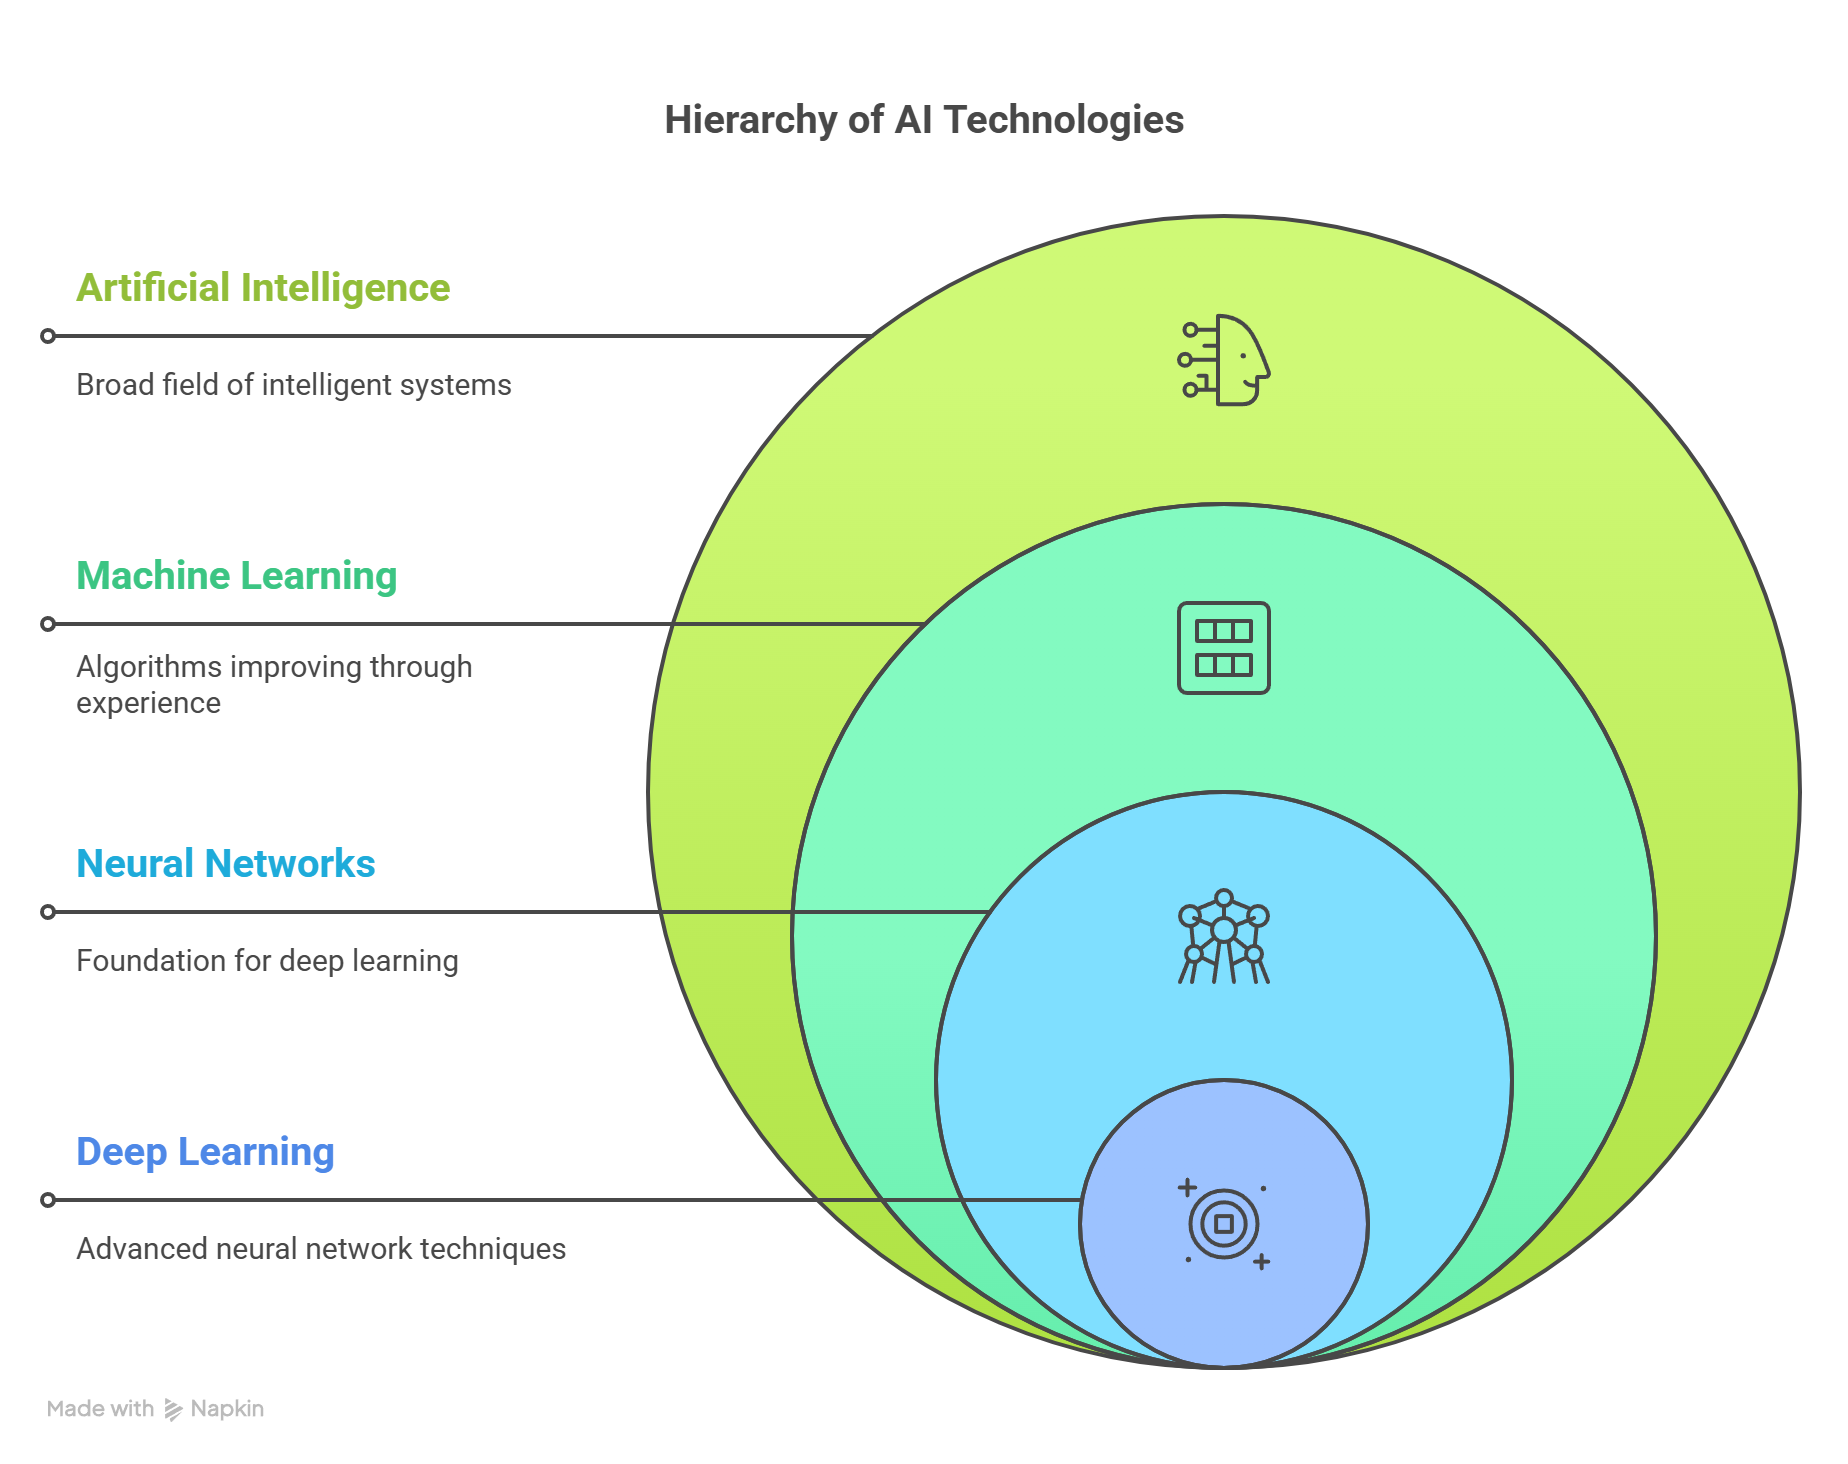 Hierarchy of AI Technologies
Artificial Intelligence
Broad field of intelligent systems
Machine Learning
Algorithms improving through
experience
Neural Networks
Foundation for deep learning
Deep Learning
Advanced neural network techniques
Made with Napkin